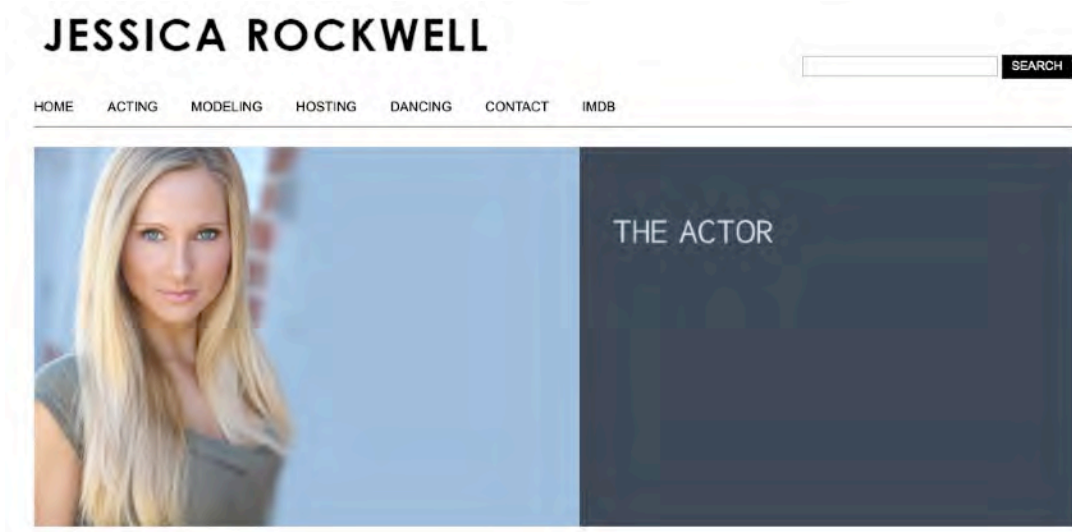 JESSICA ROCKWELL
SEARCH
HOME ACTING MODELING HOSTING DANCING CONTACT IMDB
THE ACTOR